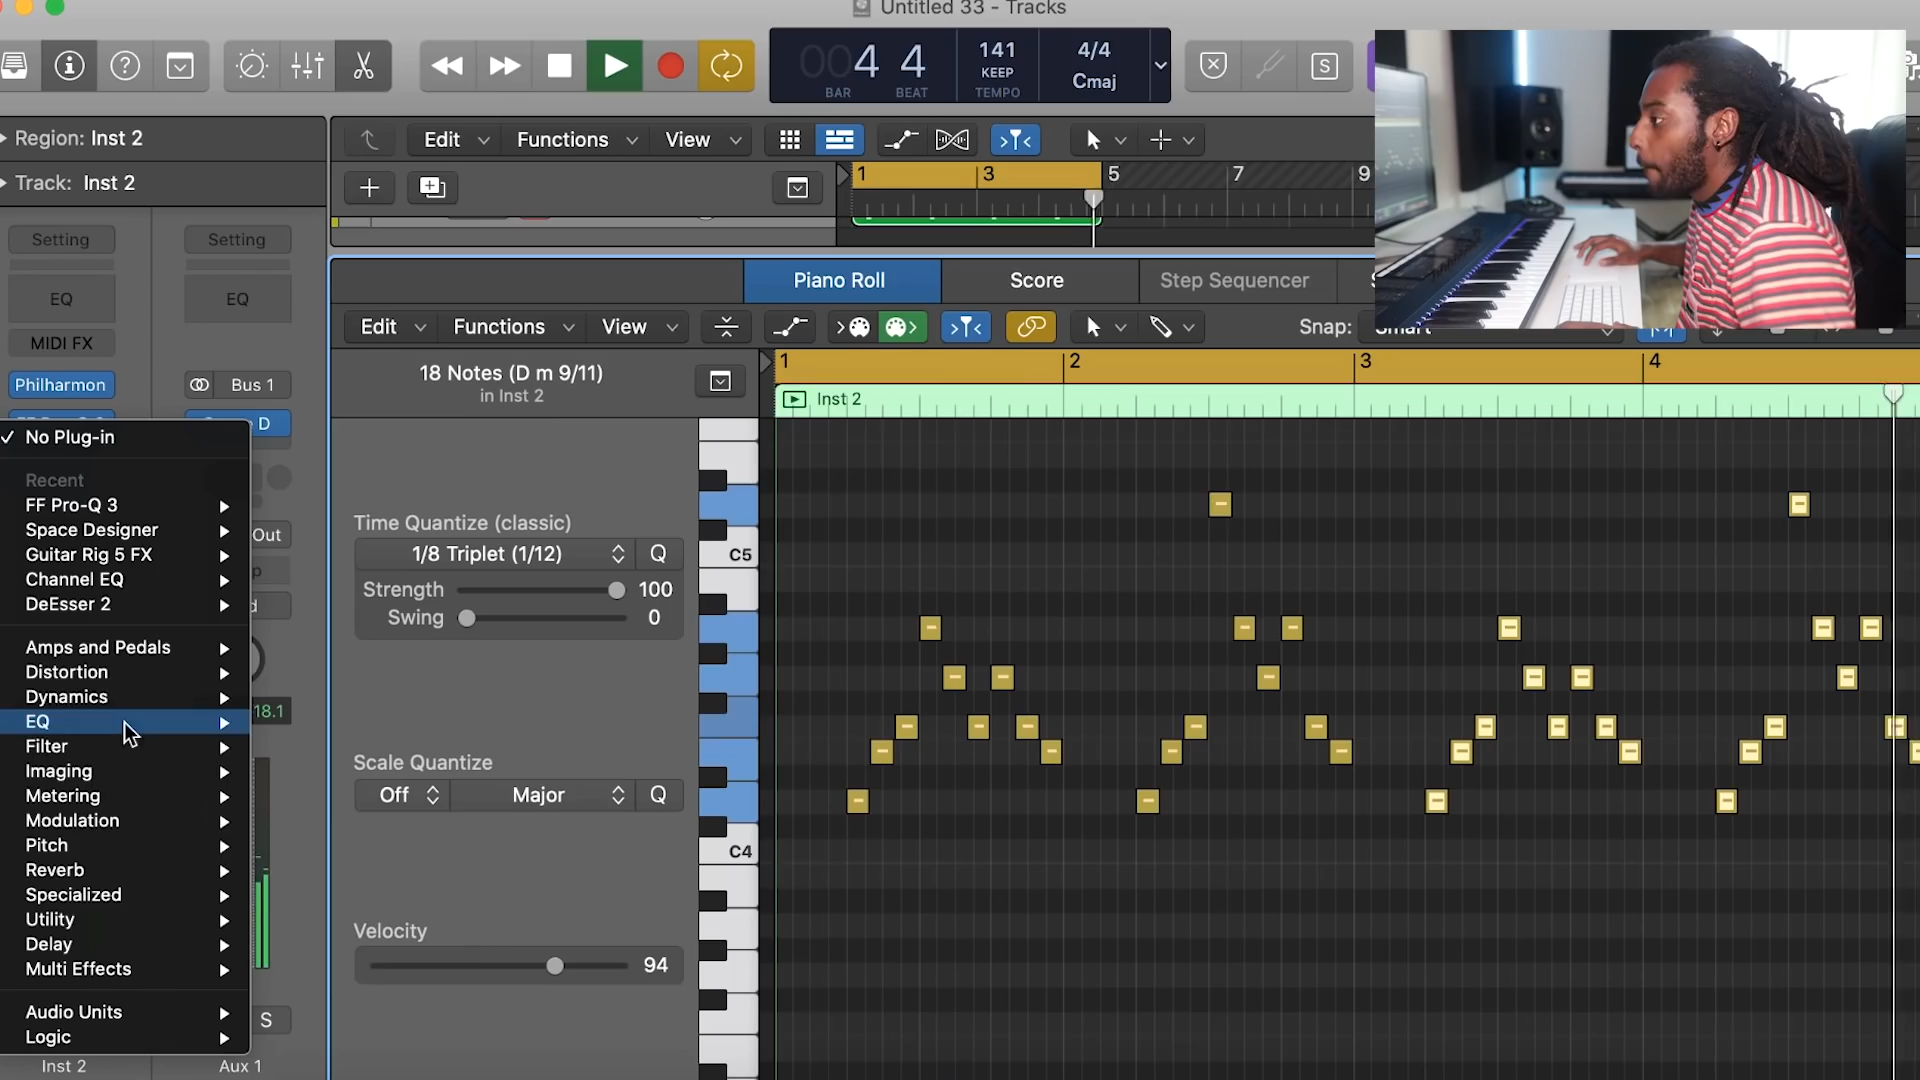 Untitled 33 - Tracks
004 4
BAR BEAT
141
KEEP
TEMPO
4/4
Cmaj
S
Region: Inst 2
Edit Functions View
Track: Inst 2
1 3 5 7 9
Setting Setting
Piano Roll Score Step Sequencer
EQ EQ
Edit Functions View Snap: Smart
MIDI FX
Philharmon Bus 1
18 Notes (D m 9/11)
in Inst 2
1 2 3 4
Inst 2
D
No Plug-in
Recent
FF Pro-Q 3
Space Designer
Guitar Rig 5 FX
Channel EQ
DeEsser 2
Amps and Pedals
Distortion
Dynamics
EQ
Filter
Imaging
Metering
Modulation
Pitch
Reverb
Specialized
Utility
Delay
Multi Effects
Audio Units
Logic
Out
p
d
18.1
S
Inst 2 Aux 1
Time Quantize (classic)
1/8 Triplet (1/12) Q
Strength 100
Swing 0
Scale Quantize
Off Major Q
Velocity
94
C5
C4